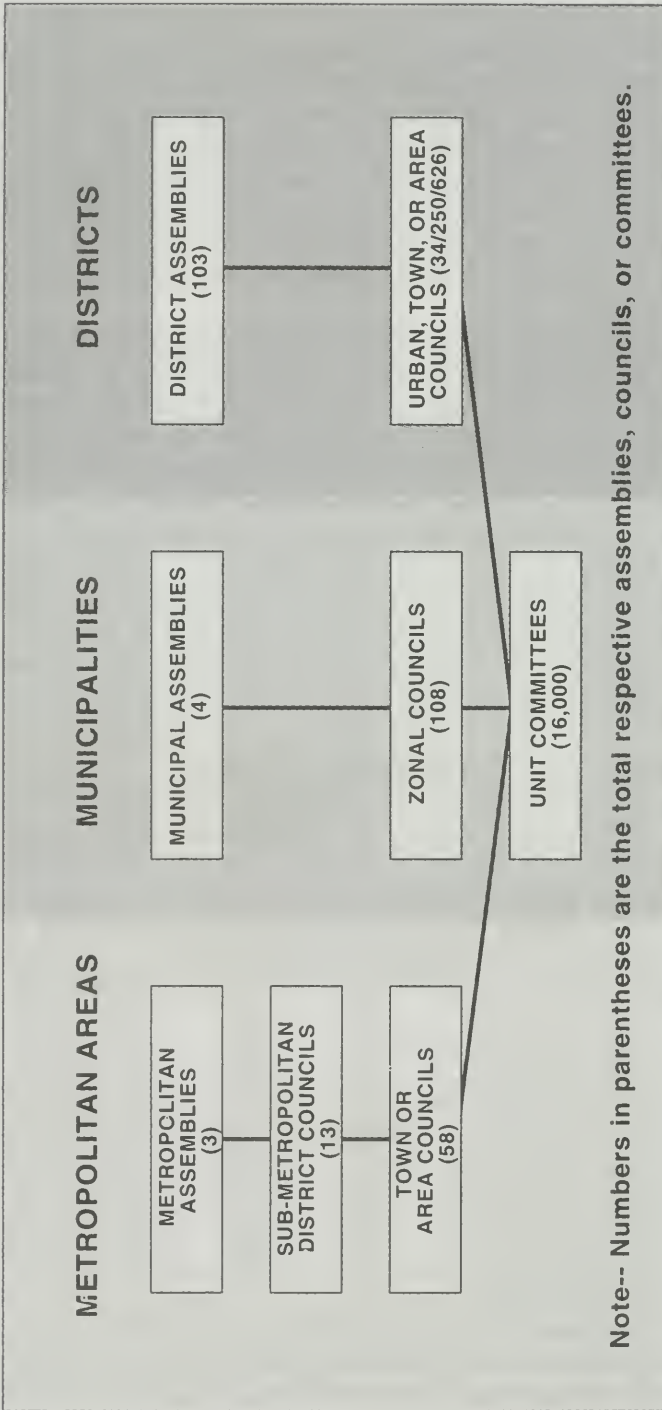 METROPOLITAN AREAS
METROPOLITAN
ASSEMBLIES
(3)
SUB-METROPOLITAN
DISTRICT COUNCILS
(13)
TOWN OR
AREA COUNCILS
(58)
MUNICIPALITIES
MUNICIPAL ASSEMBLIES
(4)
ZONAL COUNCILS
(108)
UNIT COMMITTEES
(16,000)
DISTRICTS
DISTRICT ASSEMBLIES
(103)
URBAN, TOWN, OR AREA
COUNCILS (34/250/626)
Note-- Numbers in parentheses are the total respective assemblies, councils, or committees.